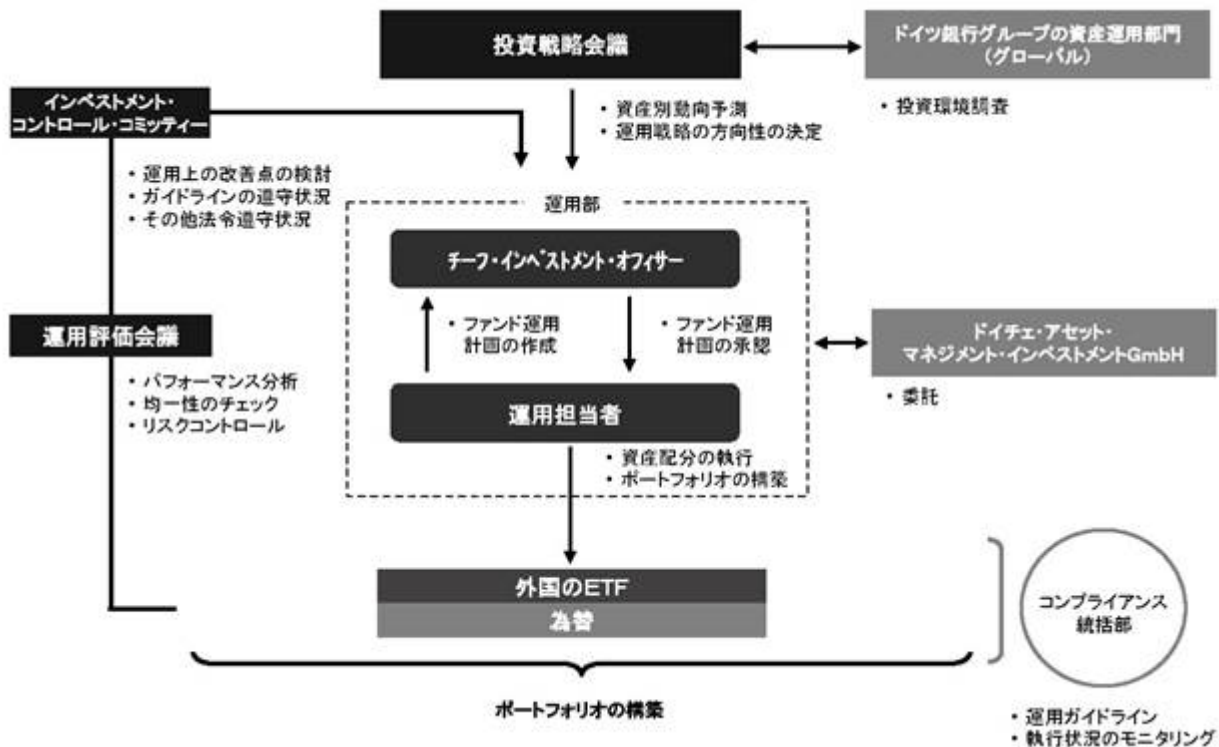 投資戦略会議
ドイツ銀行グループの資産運用部門
(グローバル)
・投資環境調査
インベストメント・
コントロール・コミッティー
・資産別動向予測
・運用戦略の方向性の決定
・運用上の改善点の検討
・ガイドラインの遵守状況
・その他法令遵守状況
運用部
チーフ・インベストメント・オフィサー
・ファンド運用
計画の作成
・ファンド運用
計画の承認
運用評価会議
・パフォーマンス分析
・均一性のチェック
・リスクコントロール
ドイチェ・アセット・
マネジメント・インベストメントGmbH
・委託
運用担当者
・資産配分の執行
・ポートフォリオの構築
外国のETF
為替
コンプライアンス
統括部
ポートフォリオの構築
・運用ガイドライン
・執行状況のモニタリング